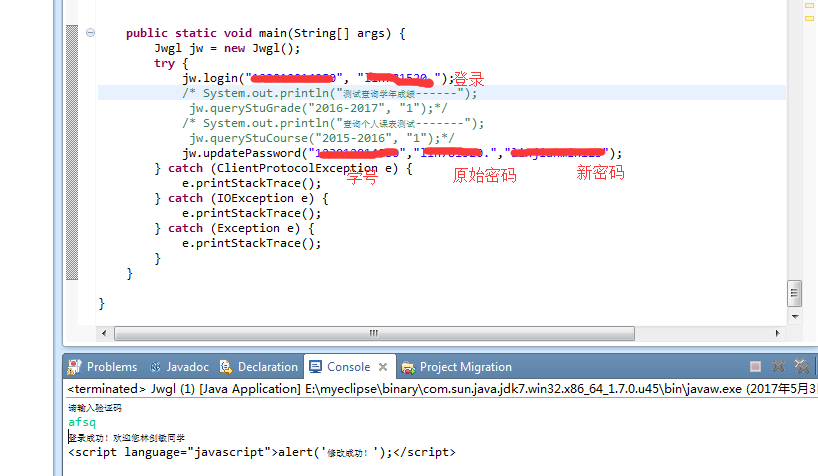 public static void main(String[] args) {
Jwgl jw = new Jwgl();
try {
jw.login(" ", " ."); 登录
/* System.out.println("测试查询学年成绩------");
jw.queryStuGrade("2016-2017", "1");*/
/* System.out.println("查询个人课表测试-------");
jw.queryStuCourse("2015-2016", "1");*/
jw.updatePassword(" "," ."," ");
} catch (ClientProtocolException e) {
学号 原始密码 新密码
e.printStackTrace();
} catch (IOException e) {
e.printStackTrace();
} catch (Exception e) {
e.printStackTrace();
}
}
}
Problems Javadoc Declaration Console Project Migration
<terminated> Jwgl (1) [Java Application] E:\myeclipse\binary\com.sun.java.jdk7.win32.x86_64_1.7.0.u45\bin\javaw.exe (2017年5月3
请输入验证码
afsq
登录成功！欢迎您林剑敏同学
<script language="javascript">alert('修改成功！');</script>